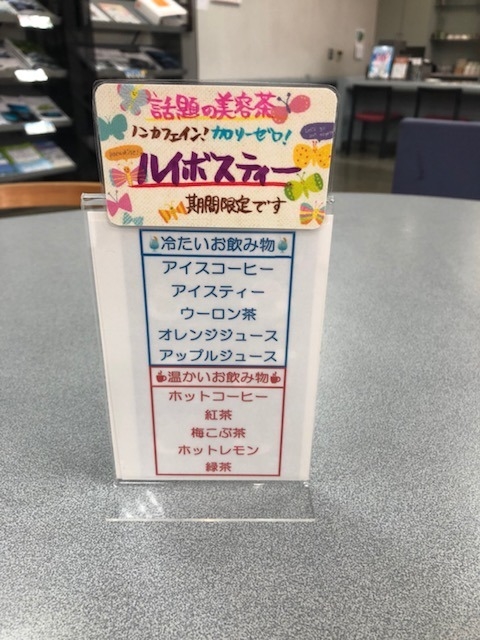 話題の美容茶
ノンカフェイン！カロリーゼロ！
ルイボスティー
期間限定です
冷たいお飲み物
アイスコーヒー
アイスティー
ウーロン茶
オレンジジュース
アップルジュース
温かいお飲み物
ホットコーヒー
紅茶
梅こぶ茶
ホットレモン
緑茶